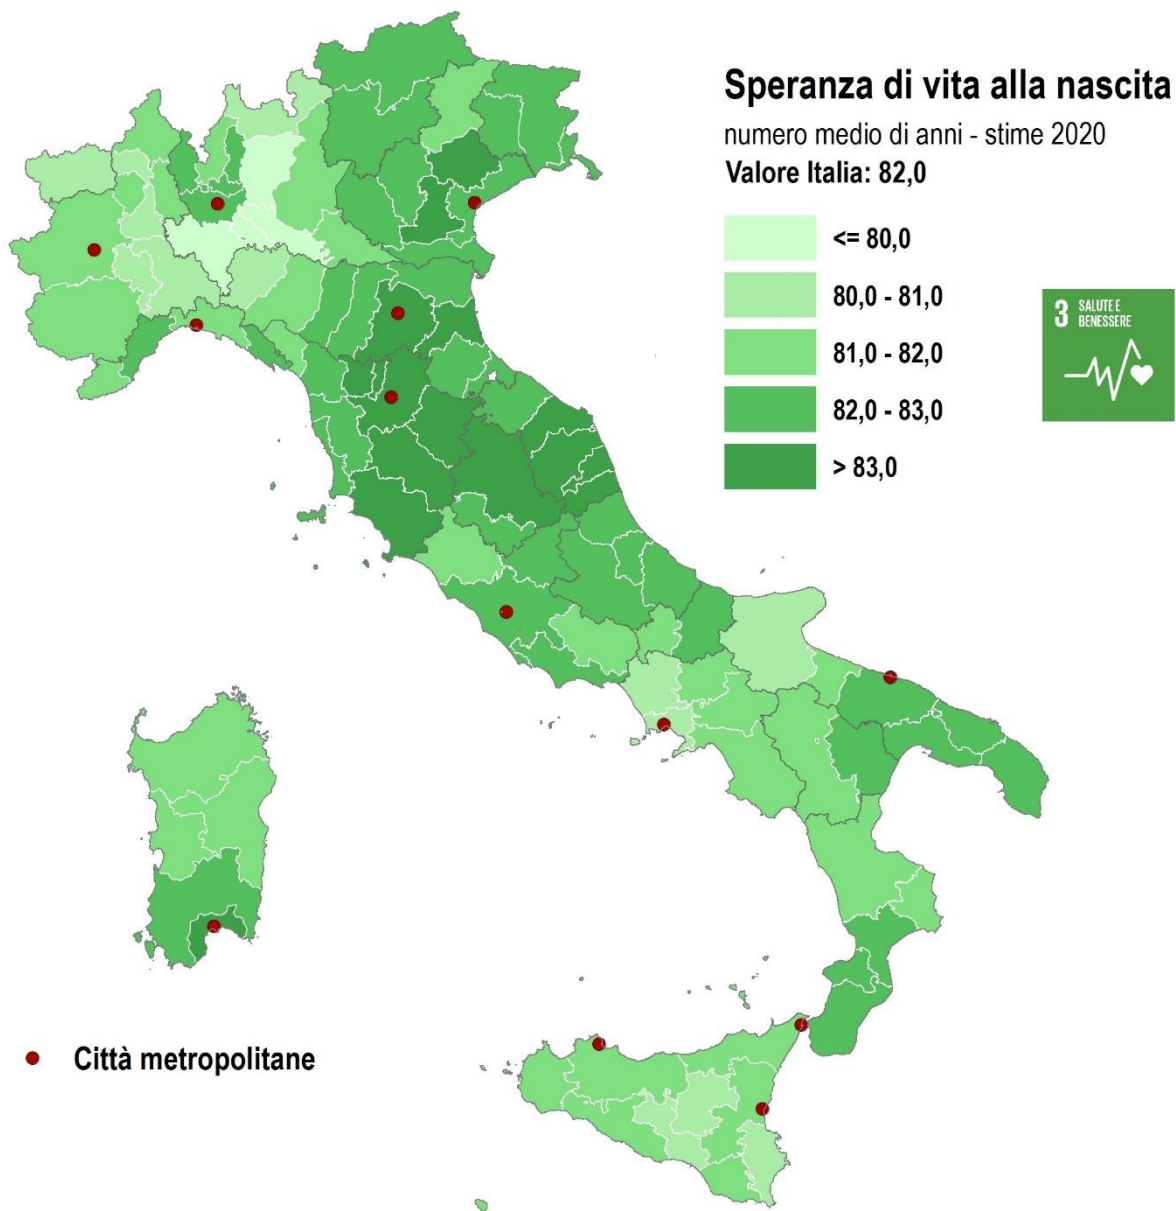 Speranza di vita alla nascita
numero medio di anni - stime 2020
Valore Italia: 82,0
<= 80,0
80,0 - 81,0
81,0 - 82,0
82,0 - 83,0
> 83,0
3 SALUTE E
BENESSERE
Città metropolitane